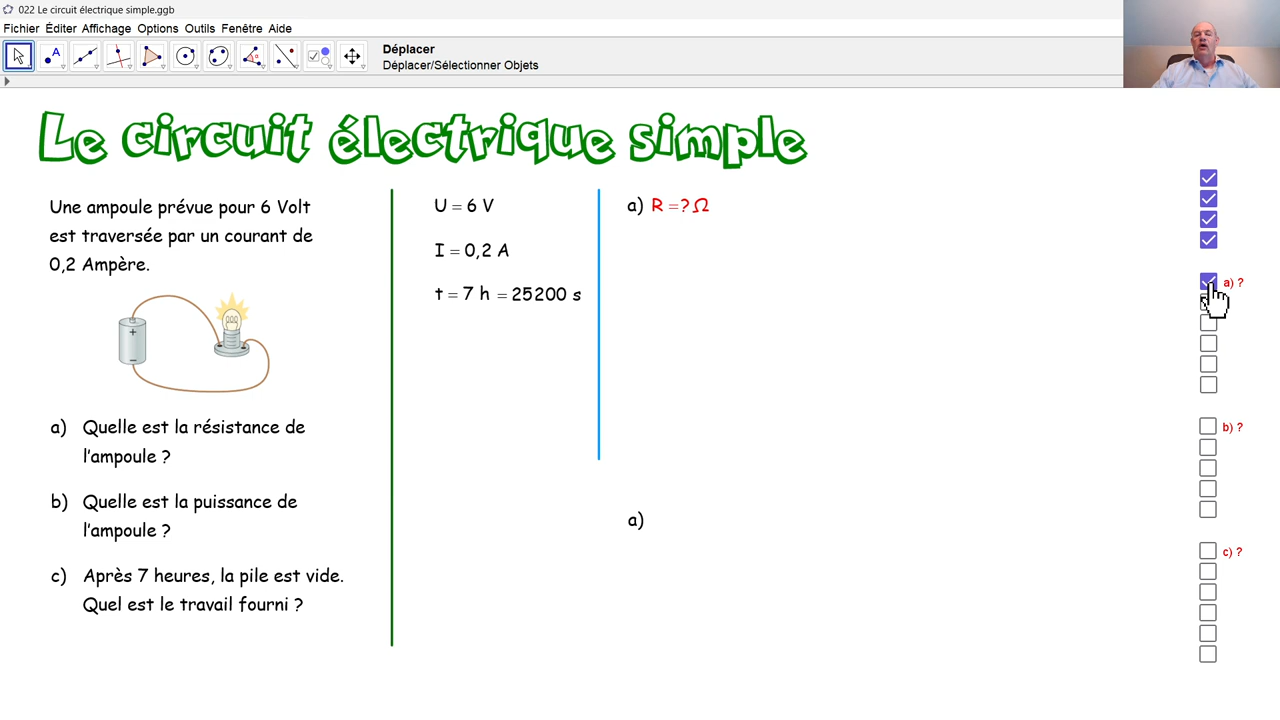 022 Le circuit électrique simple.ggb
Fichier Éditer Affichage Options Outils Fenêtre Aide
A
Déplacer
Déplacer/Sélectionner Objets
Le circuit électrique simple
Une ampoule prévue pour 6 Volt
est traversée par un courant de
0,2 Ampère.
+
−
a) Quelle est la résistance de
l'ampoule ?
b) Quelle est la puissance de
l'ampoule ?
c) Après 7 heures, la pile est vide.
Quel est le travail fourni ?
U = 6 V
I = 0,2 A
t = 7 h = 25200 s
a) R = ? Ω
a)
a) ?
b) ?
c) ?